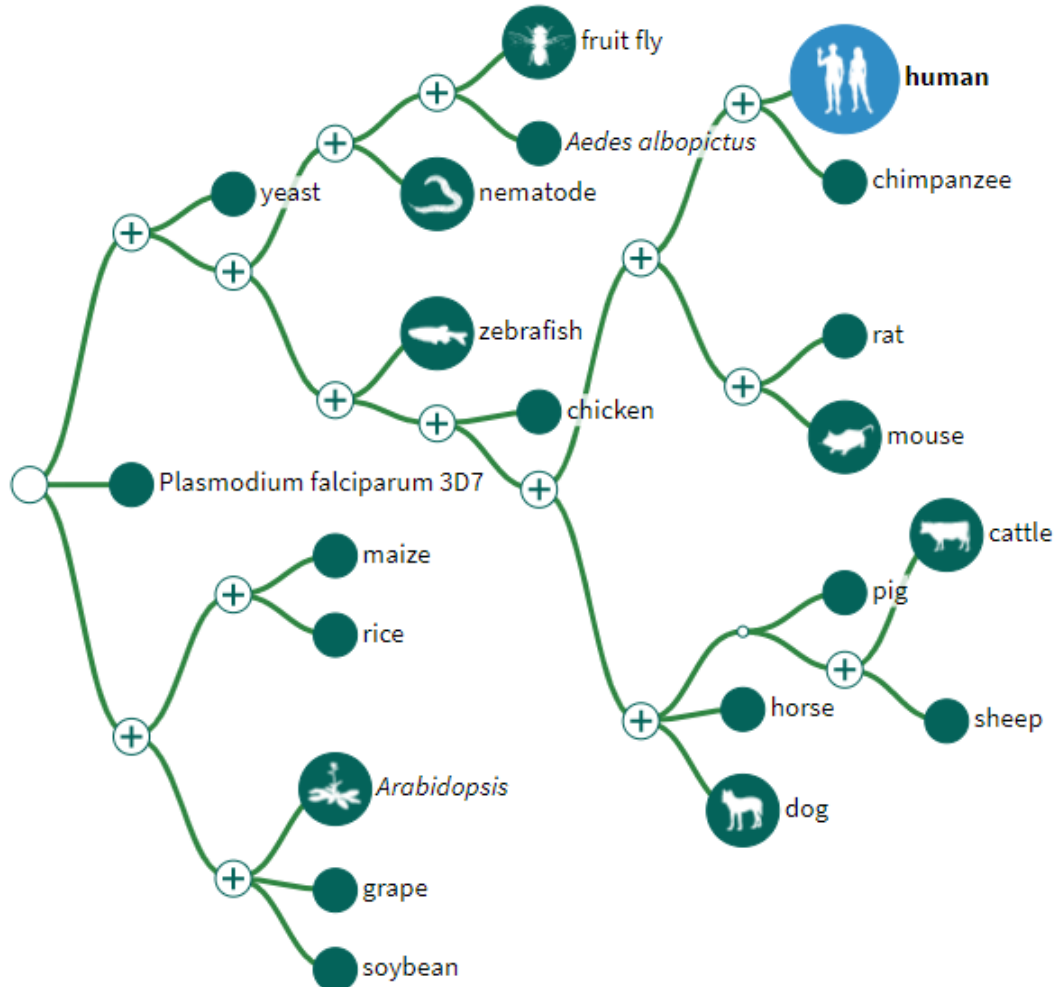 fruit fly
human
Aedes albopictus
chimpanzee
yeast
nematode
zebrafish
rat
chicken
mouse
Plasmodium falciparum 3D7
cattle
maize
pig
rice
horse
sheep
Arabidopsis
dog
grape
soybean